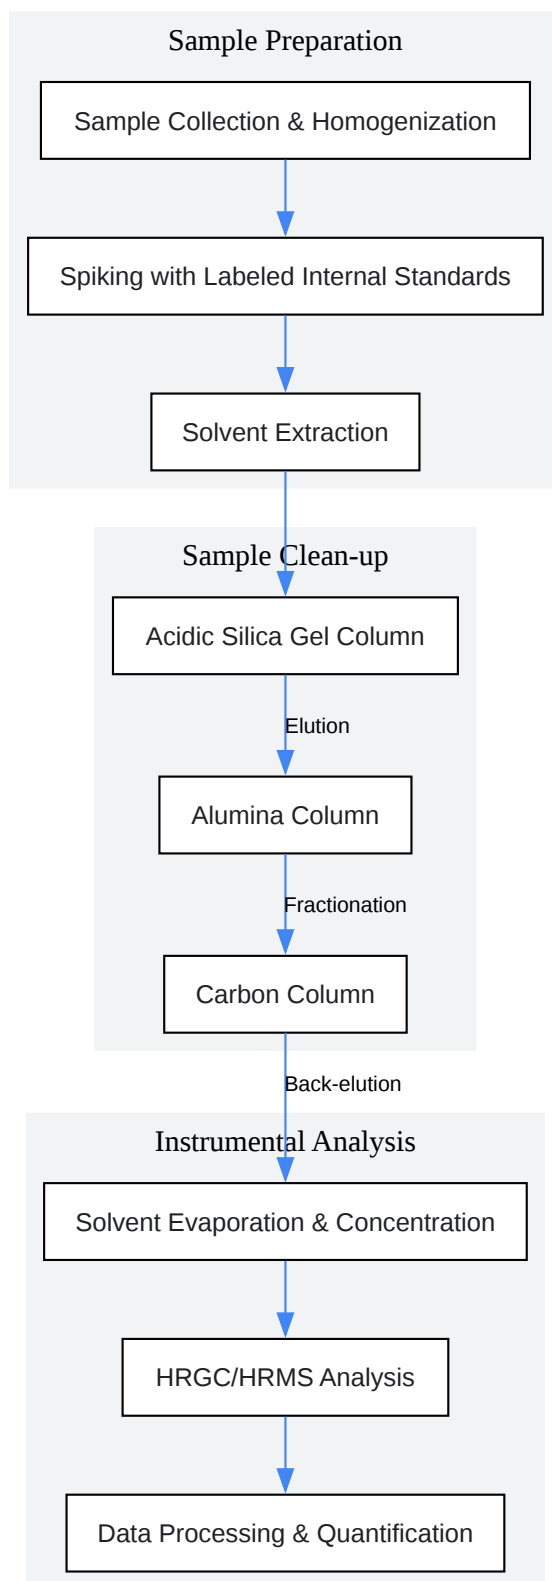 Sample Preparation
Sample Collection & Homogenization
Spiking with Labeled Internal Standards
Solvent Extraction
Sample Clean-up
Acidic Silica Gel Column
Elution
Alumina Column
Fractionation
Carbon Column
Back-elution
Instrumental Analysis
Solvent Evaporation & Concentration
HRGC/HRMS Analysis
Data Processing & Quantification